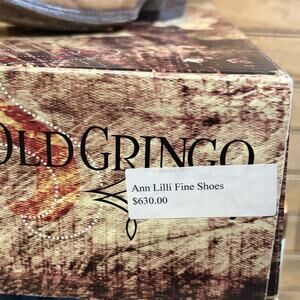 OLD GRINGO
Ann Lilli Fine Shoes
$630.00